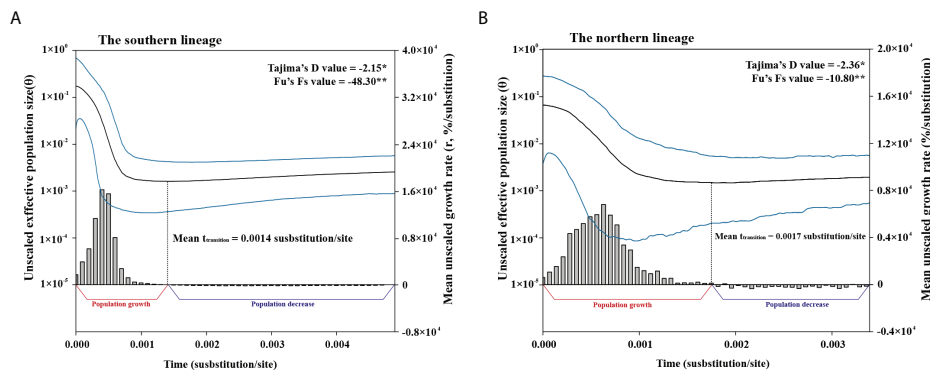 A
The southern lineage
Tajima's D value = -2.15*
Fu's Fs value = -48.30**
Unscaled exffective population size(θ)
1×10⁰
1×10⁻¹
1×10⁻²
1×10⁻³
1×10⁻⁴
1×10⁻⁵
4.0×10⁴
3.2×10⁴
2.4×10⁴
1.6×10⁴
0.8×10⁴
0
-0.8×10⁴
Mean unscaled growth rate (r, %/substituion)
Mean t transition = 0.0014 susbstitution/site
Population growth
Population decrease
0.000
0.001
0.002
0.003
0.004
Time (susbstitution/site)
B
The northern lineage
Tajima's D value = -2.36*
Fu's Fs value = -10.80**
Unscaled effective population size (θ)
1×10⁰
1×10⁻¹
1×10⁻²
1×10⁻³
1×10⁻⁴
1×10⁻⁵
2.0×10⁴
1.6×10⁴
1.2×10⁴
0.8×10⁴
0.4×10⁴
0
-0.4×10⁴
Mean unscaled growth rate (%/substitution)
Mean t transition = 0.0017 substitution/site
Population growth
Population decrease
0.000
0.001
0.002
0.003
Time (susbstitution/site)